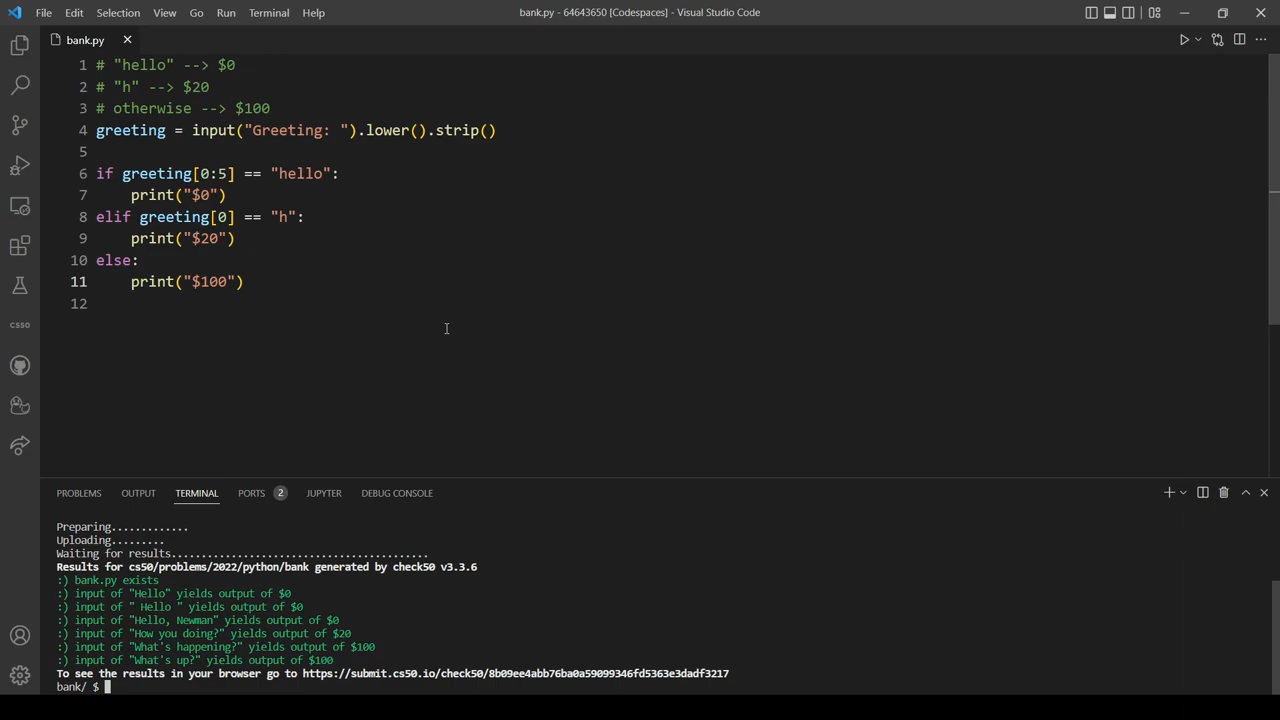 File Edit Selection View Go Run Terminal Help
bank.py - 64643650 [Codespaces] - Visual Studio Code
bank.py
1 # "hello" --> $0
2 # "h" --> $20
3 # otherwise --> $100
4 greeting = input("Greeting: ").lower().strip()
5
6 if greeting[0:5] == "hello":
7 print("$0")
8 elif greeting[0] == "h":
9 print("$20")
10 else:
11 print("$100")
12
CS50
PROBLEMS OUTPUT TERMINAL PORTS 2 JUPYTER DEBUG CONSOLE
Preparing.............
Uploading.........
Waiting for results...........................................
Results for cs50/problems/2022/python/bank generated by check50 v3.3.6
:) bank.py exists
:) input of "Hello" yields output of $0
:) input of " Hello " yields output of $0
:) input of "Hello, Newman" yields output of $0
:) input of "How you doing?" yields output of $20
:) input of "What's happening?" yields output of $100
:) input of "What's up?" yields output of $100
To see the results in your browser go to https://submit.cs50.io/check50/8b09ee4abb76ba0a59099346fd5363e3dadf3217
bank/ $